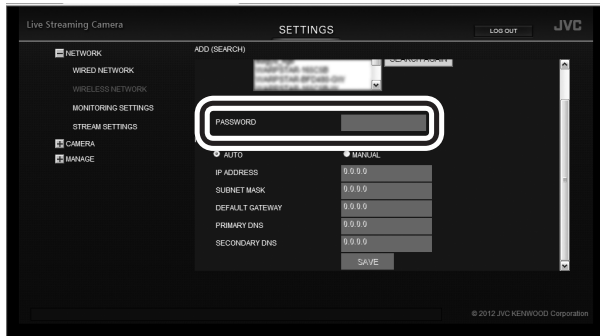 Live Streaming Camera
SETTINGS
LOG OUT
JVC
NETWORK
ADD (SEARCH)
WIRED NETWORK
WIRELESS NETWORK
MONITORING SETTINGS
STREAM SETTINGS
CAMERA
MANAGE
SEARCH AGAIN
PASSWORD
AUTO
MANUAL
IP ADDRESS
0.0.0.0
SUBNET MASK
0.0.0.0
DEFAULT GATEWAY
0.0.0.0
PRIMARY DNS
0.0.0.0
SECONDARY DNS
0.0.0.0
SAVE
© 2012 JVC KENWOOD Corporation